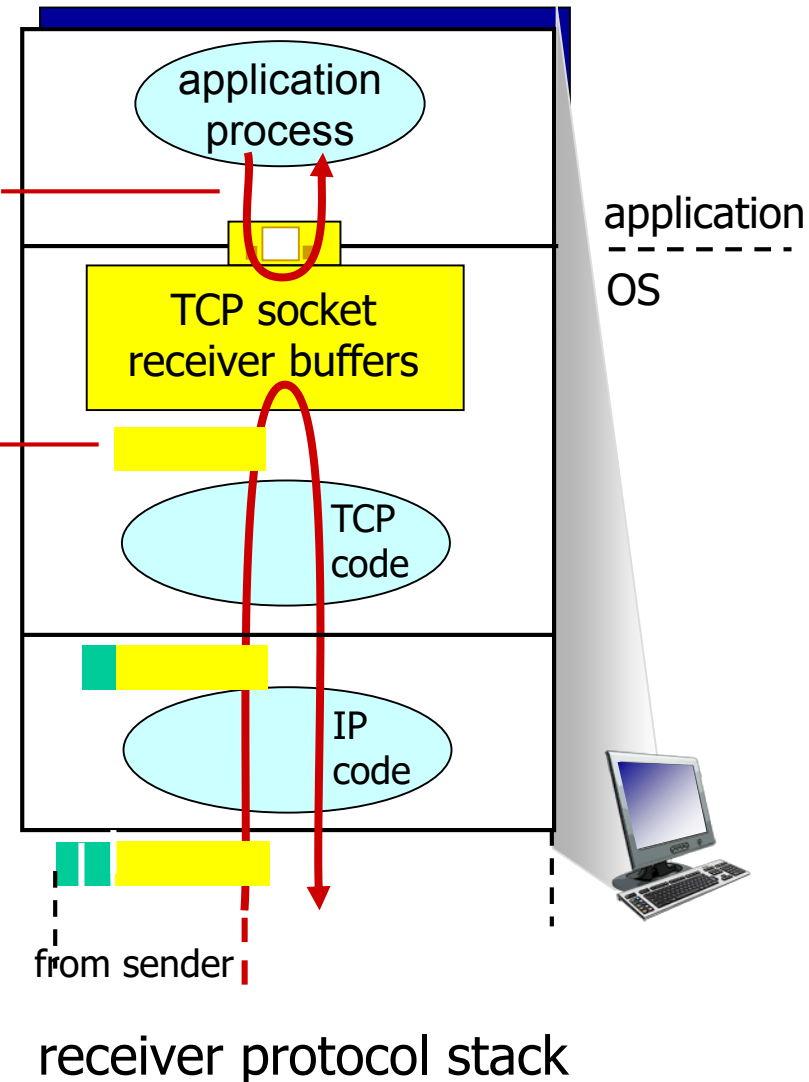 application
process
application
OS
TCP socket
receiver buffers
TCP
code
IP
code
from sender
receiver protocol stack